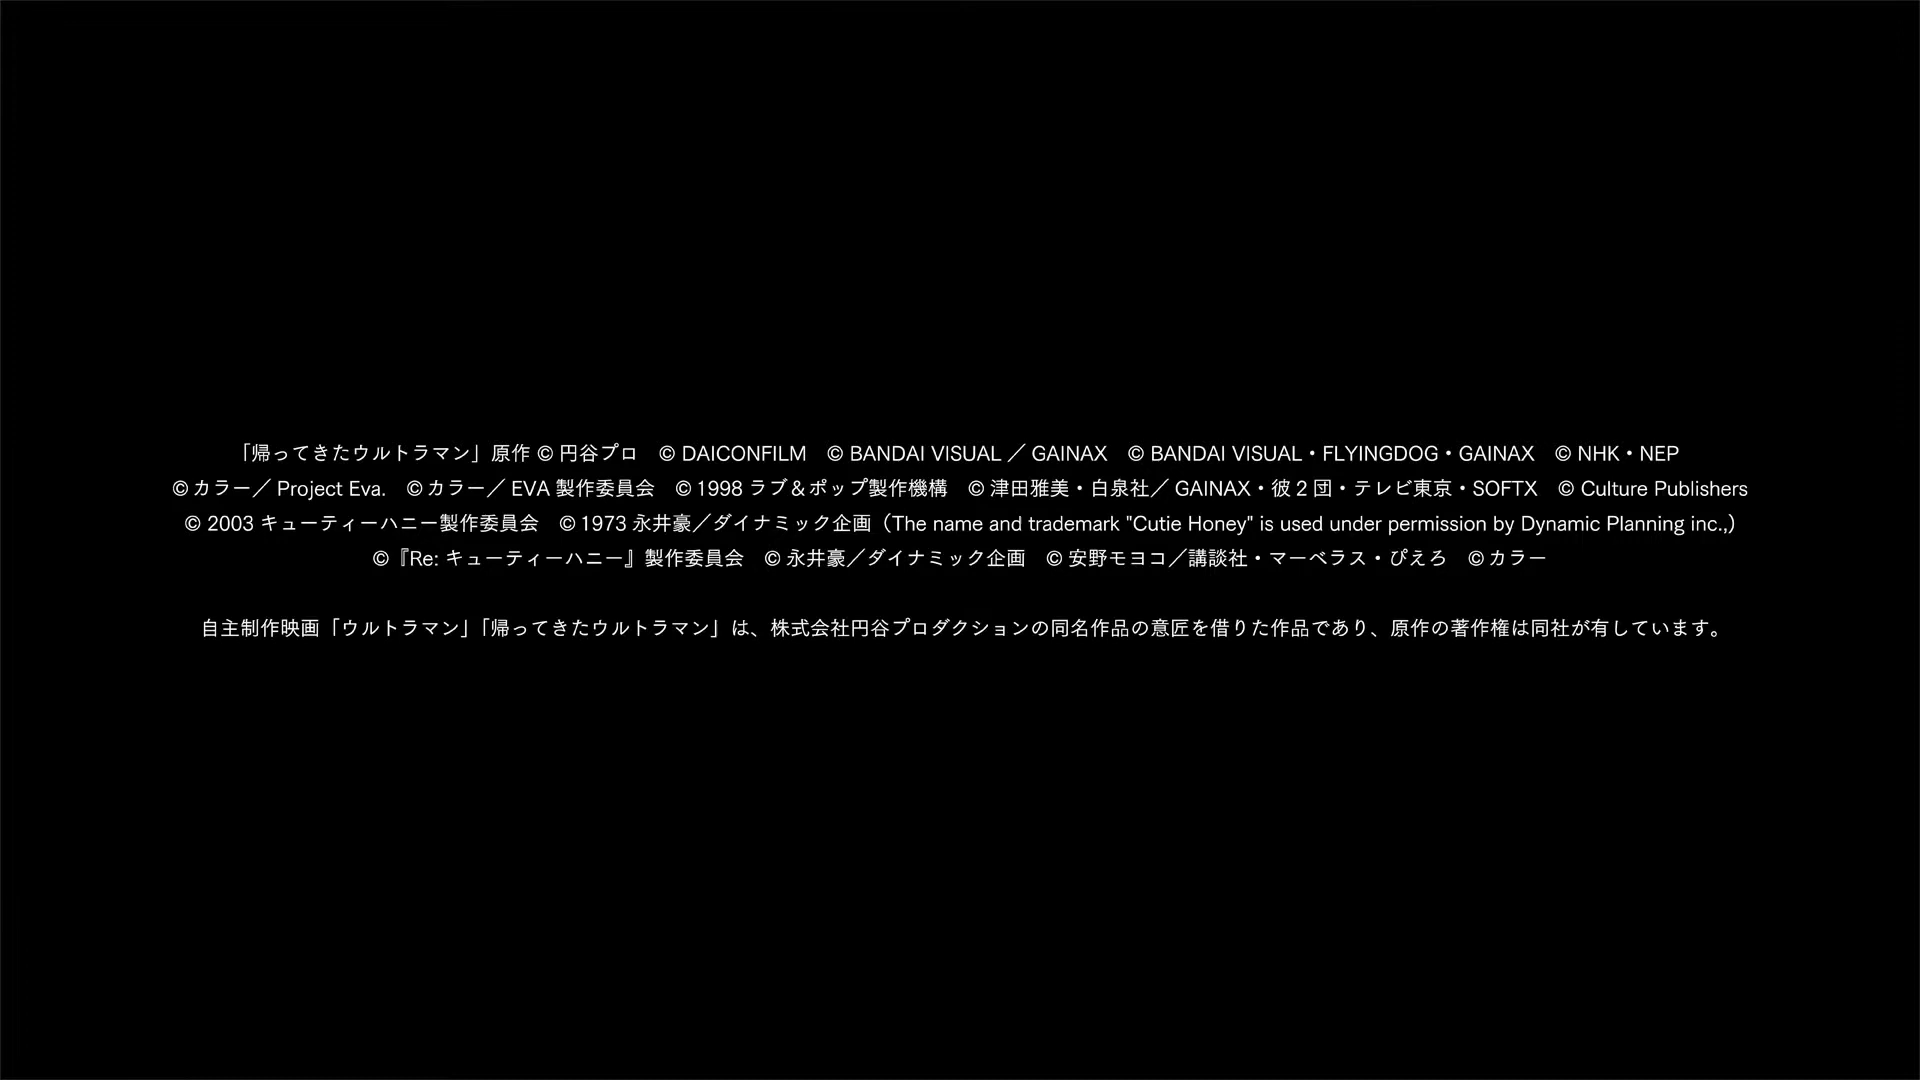 「帰ってきたウルトラマン」原作 © 円谷プロ　© DAICONFILM　© BANDAI VISUAL ／ GAINAX　© BANDAI VISUAL・FLYINGDOG・GAINAX　© NHK・NEP
© カラー／ Project Eva.　© カラー／ EVA 製作委員会　© 1998 ラブ＆ポップ製作機構　© 津田雅美・白泉社／ GAINAX・彼 2 団・テレビ東京・SOFTX　© Culture Publishers
© 2003 キューティーハニー製作委員会　© 1973 永井豪／ダイナミック企画（The name and trademark "Cutie Honey" is used under permission by Dynamic Planning inc.,）
©『Re: キューティーハニー』製作委員会　© 永井豪／ダイナミック企画　© 安野モヨコ／講談社・マーベラス・ぴえろ　© カラー
自主制作映画「ウルトラマン」「帰ってきたウルトラマン」は、株式会社円谷プロダクションの同名作品の意匠を借りた作品であり、原作の著作権は同社が有しています。